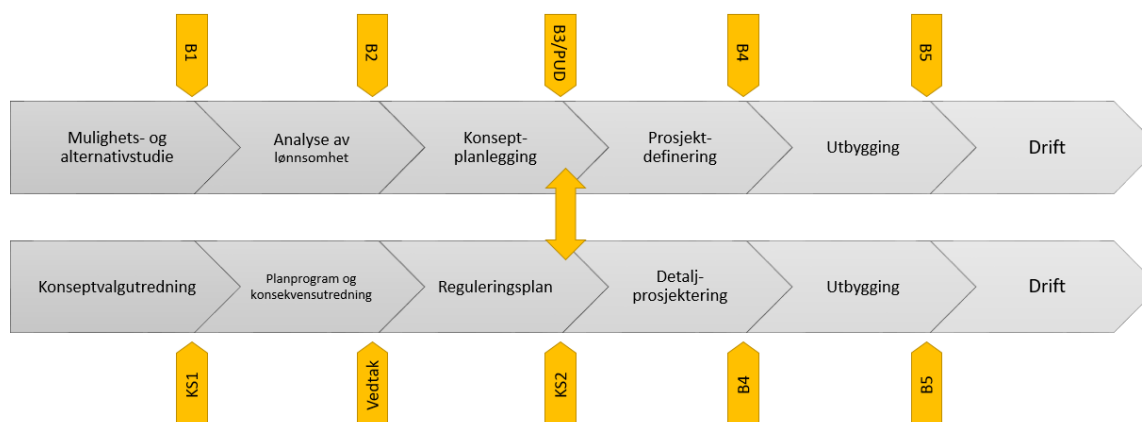 B1
B2
B3/PUD
B4
B5
Mulighets- og
alternativstudie
Analyse av
lønnsomhet
Konsept-
planlegging
Prosjekt-
definering
Utbygging
Drift
Konseptvalgutredning
Planprogram og
konsekvensutredning
Reguleringsplan
Detalj-
prosjektering
Utbygging
Drift
KS1
Vedtak
KS2
B4
B5